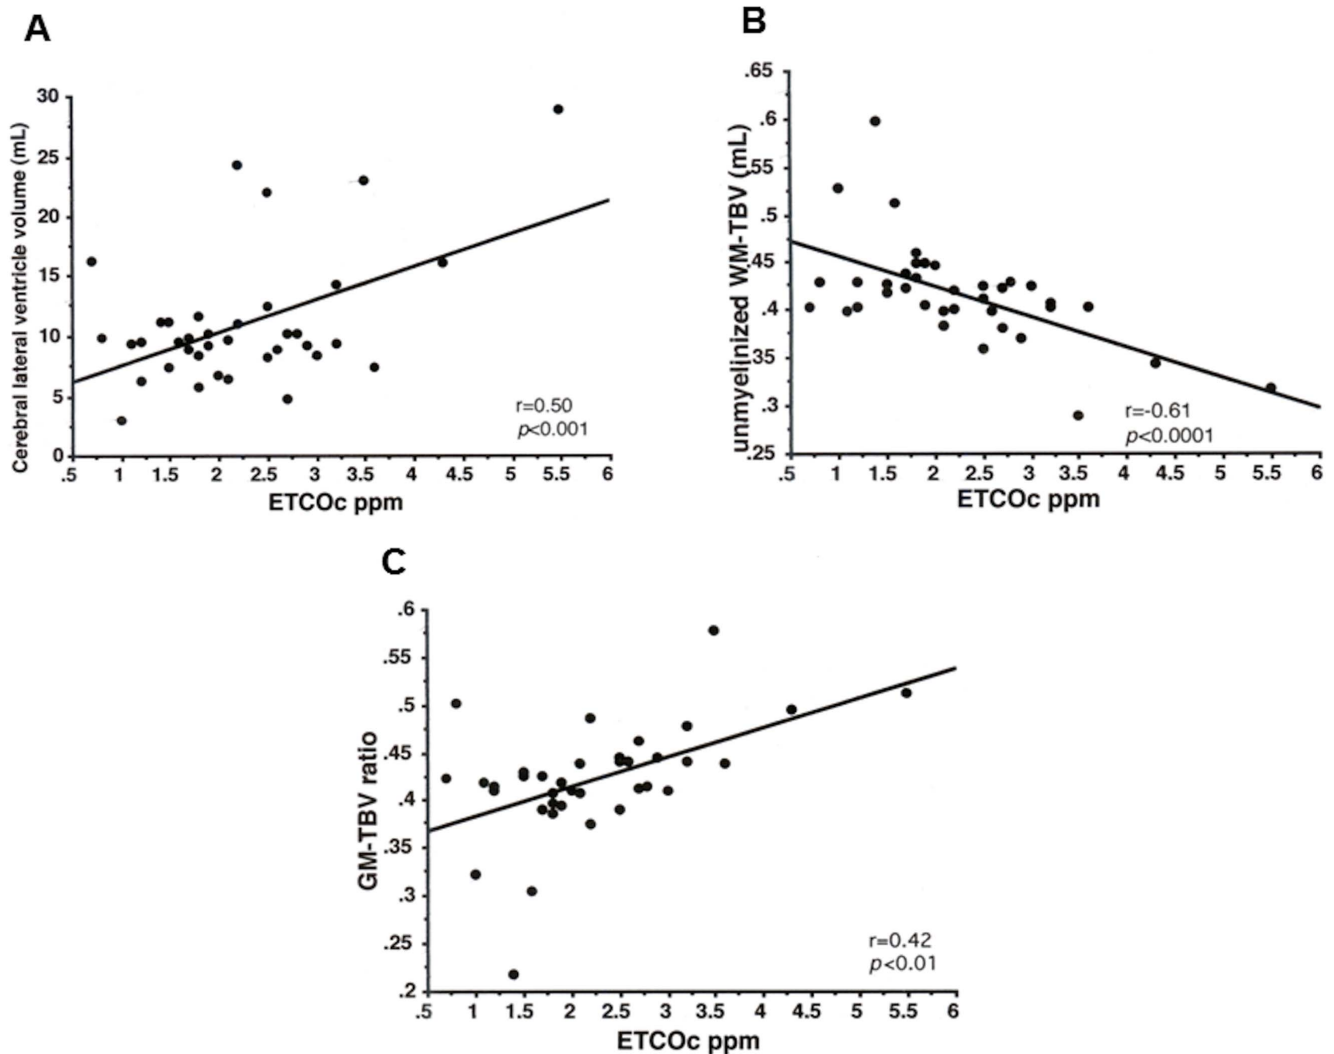 A
Cerebral lateral ventricle volume (mL)
30
25
20
15
10
5
0
.5 1 1.5 2 2.5 3 3.5 4 4.5 5 5.5 6
ETCOc ppm
r=0.50
p<0.001
B
unmyelinized WM-TBV (mL)
.65
.6
.55
.5
.45
.4
.35
.3
.25
.5 1 1.5 2 2.5 3 3.5 4 4.5 5 5.5 6
ETCOc ppm
r=-0.61
p<0.0001
C
GM-TBV ratio
.6
.55
.5
.45
.4
.35
.3
.25
.2
.5 1 1.5 2 2.5 3 3.5 4 4.5 5 5.5 6
ETCOc ppm
r=0.42
p<0.01